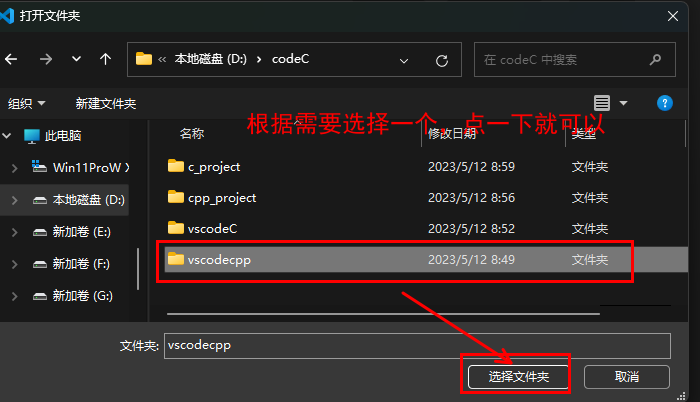 打开文件夹
« 本地磁盘 (D:) › codeC
在 codeC 中搜索
组织 新建文件夹
根据需要选择一个，点一下就可以
此电脑
Win11ProW X
本地磁盘 (D:)
新加卷 (E:)
新加卷 (F:)
新加卷 (G:)
名称 修改日期 类型
c_project 2023/5/12 8:59 文件夹
cpp_project 2023/5/12 8:56 文件夹
vscodeC 2023/5/12 8:52 文件夹
vscodecpp 2023/5/12 8:49 文件夹
文件夹: vscodecpp
选择文件夹 取消